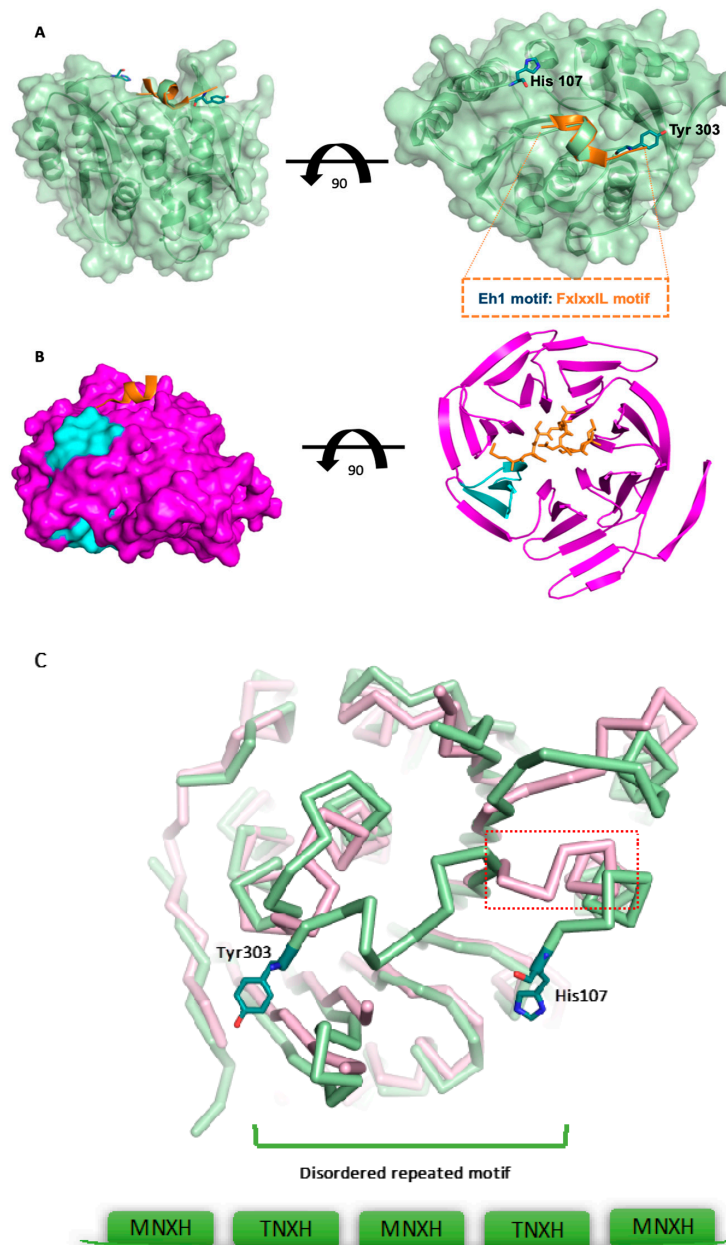 A
His 107
Tyr 303
90
Eh1 motif: FxIxxIL motif
B
90
C
Tyr303
His107
Disordered repeated motif
MNXH TNXH MNXH TNXH MNXH